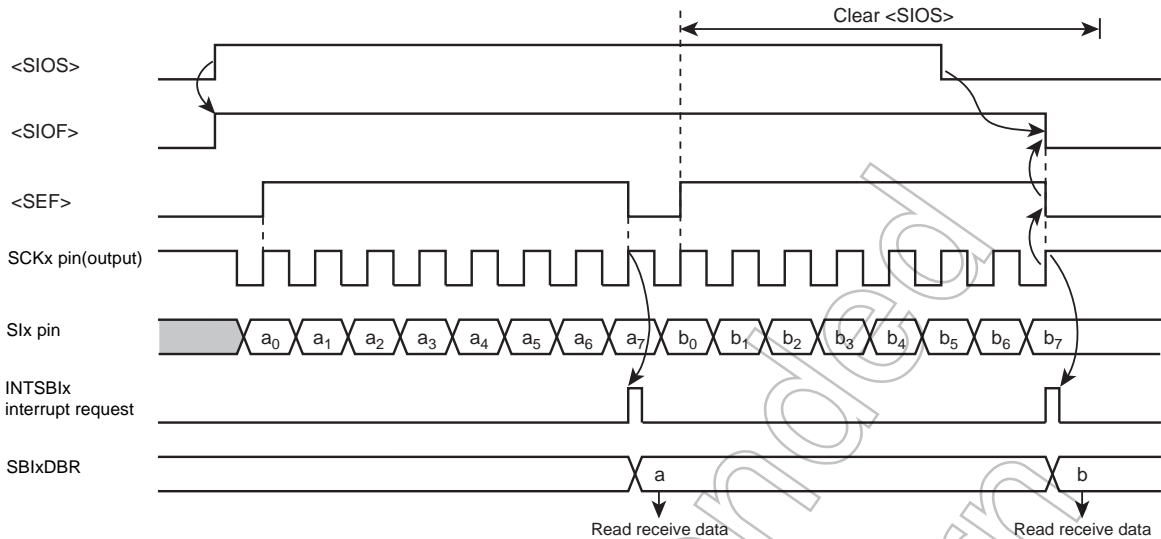 Clear <SIOS>
<SIOS>
<SIOF>
<SEF>
SCKx pin(output)
SIx pin
a0 a1 a2 a3 a4 a5 a6 a7 b0 b1 b2 b3 b4 b5 b6 b7
INTSBIx
interrupt request
SBIxDBR
a b
Read receive data Read receive data